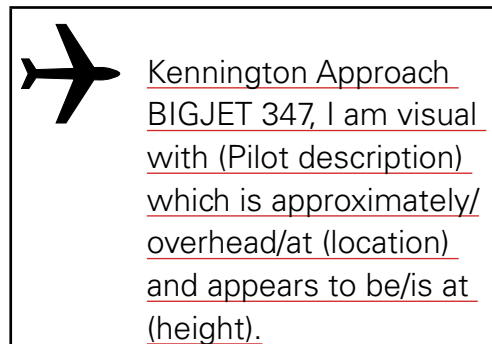 Kennington Approach
BIGJET 347, I am visual
with (Pilot description)
which is approximately/
overhead/at (location)
and appears to be/is at
(height).